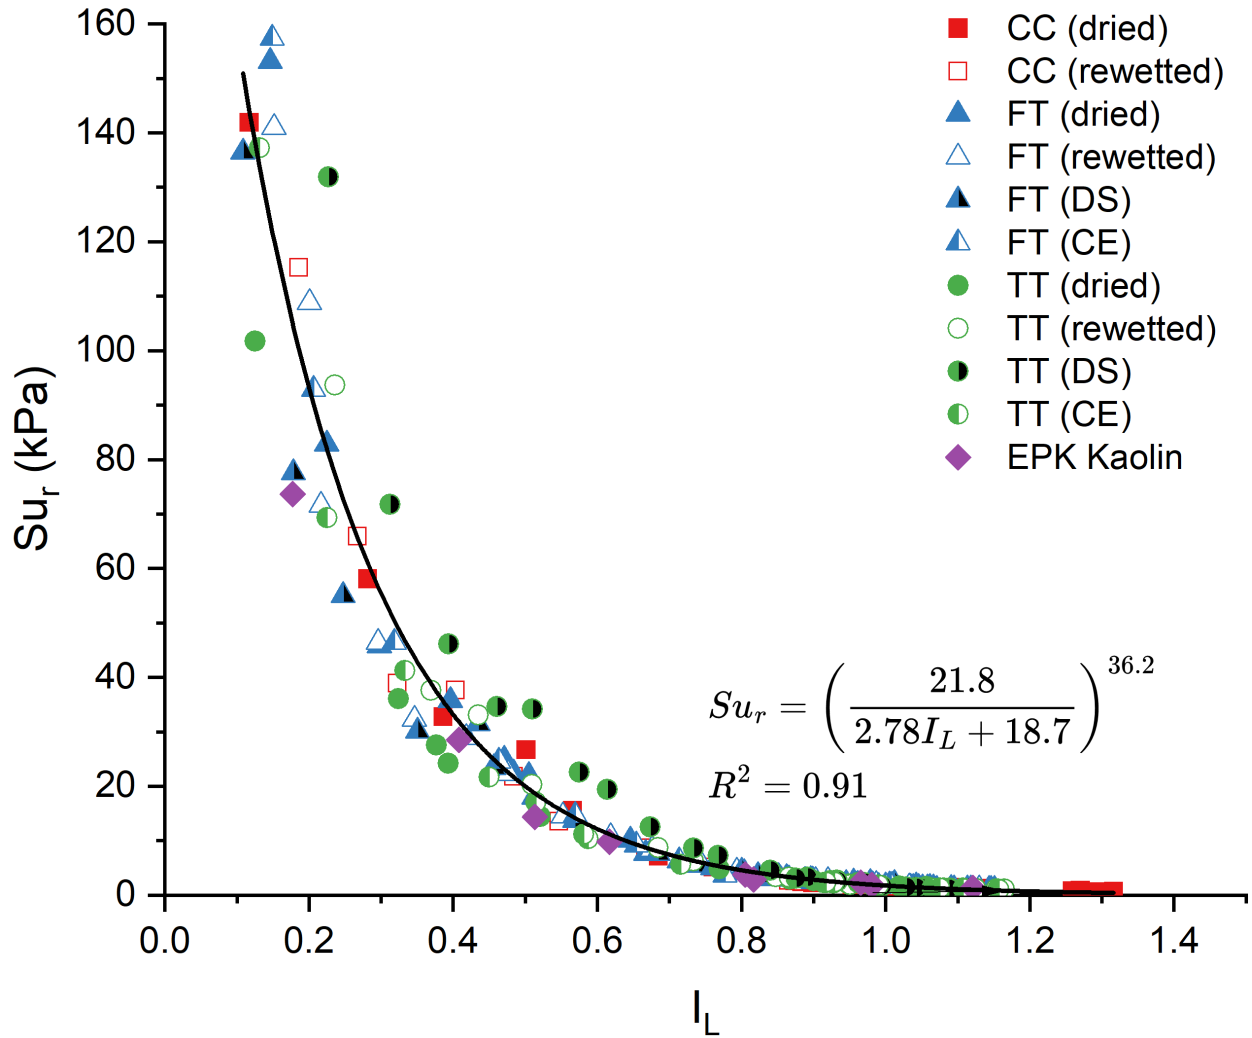 160
140
120
100
80
60
40
20
0
Su_r (kPa)
0.0 0.2 0.4 0.6 0.8 1.0 1.2 1.4
I_L
CC (dried)
CC (rewetted)
FT (dried)
FT (rewetted)
FT (DS)
FT (CE)
TT (dried)
TT (rewetted)
TT (DS)
TT (CE)
EPK Kaolin
Su_r = (21.8 / 2.78I_L + 18.7)^36.2
R² = 0.91